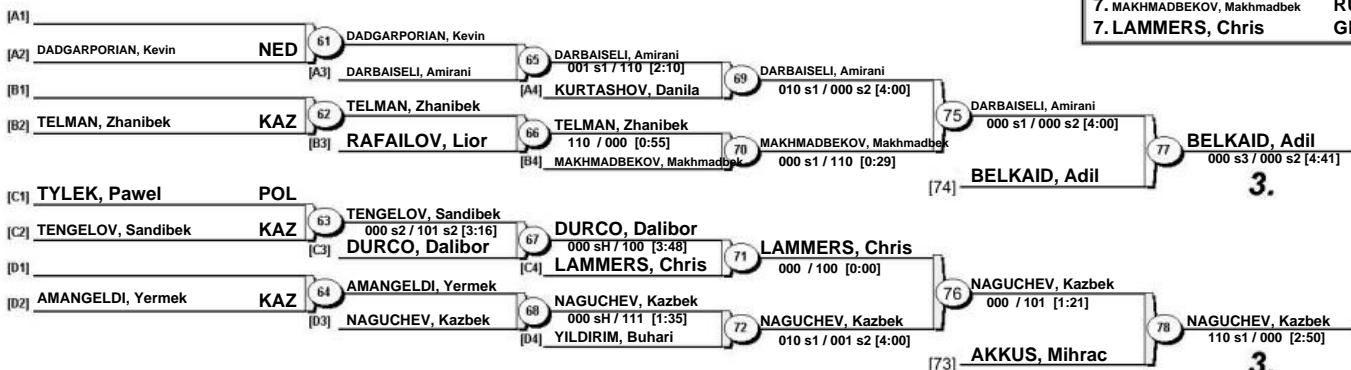 7. MAKHMADBEKOV, Makhmadbek
7. LAMMERS, Chris
[A1]
[A2] DADGARPORIAN, Kevin NED
61 DADGARPORIAN, Kevin
[A3] DARBAISELI, Amirani
65 DARBAISELI, Amirani
001 s1 / 110 [2:10]
[A4] KURTASHOV, Danila
69 DARBAISELI, Amirani
010 s1 / 000 s2 [4:00]
[B1]
[B2] TELMAN, Zhanibek KAZ
62 TELMAN, Zhanibek
[B3] RAFAILOV, Lior
66 TELMAN, Zhanibek
110 / 000 [0:55]
[B4] MAKHMADBEKOV, Makhmadbek
70 MAKHMADBEKOV, Makhmadbek
000 s1 / 110 [0:29]
75 DARBAISELI, Amirani
000 s1 / 000 s2 [4:00]
[74] BELKAID, Adil
77 BELKAID, Adil
000 s3 / 000 s2 [4:41]
3.
[C1] TYLEK, Pawel POL
[C2] TENGELOV, Sandibek KAZ
63 TENGELOV, Sandibek
000 s2 / 101 s2 [3:16]
[C3] DURCO, Dalibor
67 DURCO, Dalibor
000 sH / 100 [3:48]
[C4] LAMMERS, Chris
71 LAMMERS, Chris
000 / 100 [0:00]
[D1]
[D2] AMANGELDI, Yermek KAZ
64 AMANGELDI, Yermek
[D3] NAGUCHEV, Kazbek
68 NAGUCHEV, Kazbek
000 sH / 111 [1:35]
[D4] YILDIRIM, Buhari
72 NAGUCHEV, Kazbek
010 s1 / 001 s2 [4:00]
76 NAGUCHEV, Kazbek
000 / 101 [1:21]
[73] AKKUS, Mihrac
78 NAGUCHEV, Kazbek
110 s1 / 000 [2:50]
3.